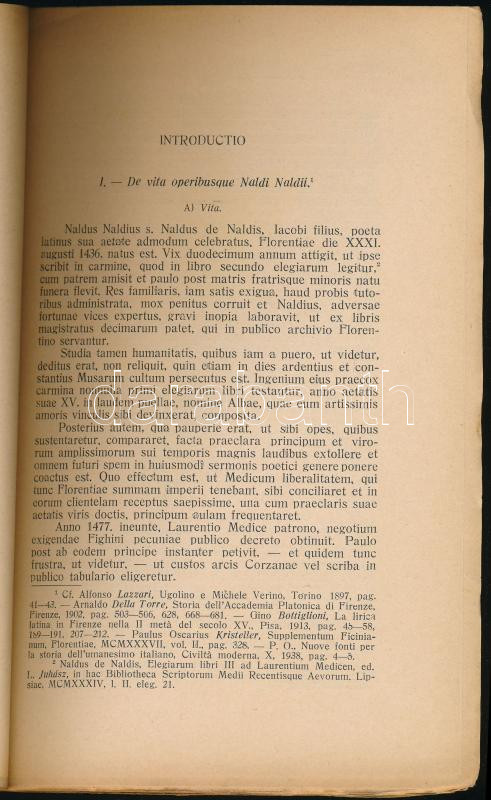 INTRODUCTIO
I. — De vita operibusque Naldi Naldii.¹
A) Vita.
Naldus Naldius s. Naldus de Naldis, Iacobi filius, poeta
latinus sua aetate admodum celebratus, Florentiae die XXXI.
augusti 1436. natus est. Vix duodecimum annum attigit, ut ipse
scribit in carmine, quod in libro secundo elegiarum legitur,²
cum patrem amisit et paulo post matris fratrisque minoris natu
funera flevit. Res familiaris, iam satis exigua, haud probis tuto-
ribus administrata, mox penitus corruit et Naldius, adversae
fortunae vices expertus, gravi inopia laboravit, ut ex libris
magistratus decimarum patet, qui in publico archivio Floren-
tino servantur.
Studia tamen humanitatis, quibus iam a puero, ut videtur,
deditus erat, non reliquit, quin etiam in dies ardentius et con-
stantius Musarum cultum persecutus est. Ingenium eius praecox
carmina nonnulla primi elegiarum libri testantur, anno aetatis
suae XV. in laudem puellae, nomine Albae, quae eum artissimis
amoris vinculis sibi devinxerat, composita.
Posterius autem, qua pauperie erat, ut sibi opes, quibus
sustentaretur, compararet, facta praeclara principum et viro-
rum amplissimorum sui temporis magnis laudibus extollere et
omnem futuri spem in huiusmodi sermonis poetici genere ponere
coactus est. Quo effectum est, ut Medicum liberalitatem, qui
tunc Florentiae summam imperii tenebant, sibi conciliaret et in
eorum clientelam receptus saepissime, una cum praeclaris suae
aetatis viris doctis, principum aulam frequentaret.
Anno 1477. ineunte, Laurentio Medice patrono, negotium
exigendae Fighini pecuniae publico decreto obtinuit. Paulo
post ab eodem principe instanter petivit, — et quidem tunc
frustra, ut videtur, — ut custos arcis Corzanae vel scriba in
publico tabulario eligeretur.
¹ Cf. Alfonso Lazzari, Ugolino e Michele Verino, Torino 1897, pag.
41—43. — Arnaldo Della Torre, Storia dell'Accademia Platonica di Firenze,
Firenze, 1902, pag. 503—506, 628, 668—681. — Gino Bottiglioni, La lirica
latina in Firenze nella II metà del secolo XV., Pisa, 1913, pag. 45—58,
189—191, 207—212. — Paulus Oscarius Kristeller, Supplementum Ficinia-
num, Florentiae, MCMXXXVII, vol. II., pag. 328. — P. O., Nuove fonti per
la storia dell'umanesimo italiano, Civiltà moderna, X, 1938, pag. 4—5.
² Naldus de Naldis, Elegiarum libri III ad Laurentium Medicen, ed.
L. Juhász, in hac Bibliotheca Scriptorum Medii Recentisque Aevorum. Lip-
siae, MCMXXXIV, l. II. eleg. 21.
darabanth